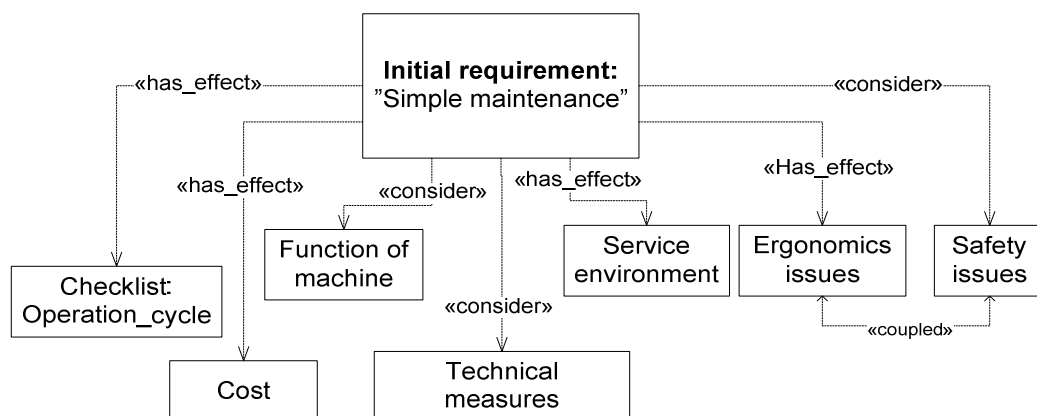 Initial requirement:
”Simple maintenance”
«has_effect»
«consider»
«has_effect»
«consider»
«has_effect»
«Has_effect»
Function of
machine
Service
environment
Ergonomics
issues
Safety
issues
Checklist:
Operation_cycle
«consider»
«coupled»
Cost
Technical
measures